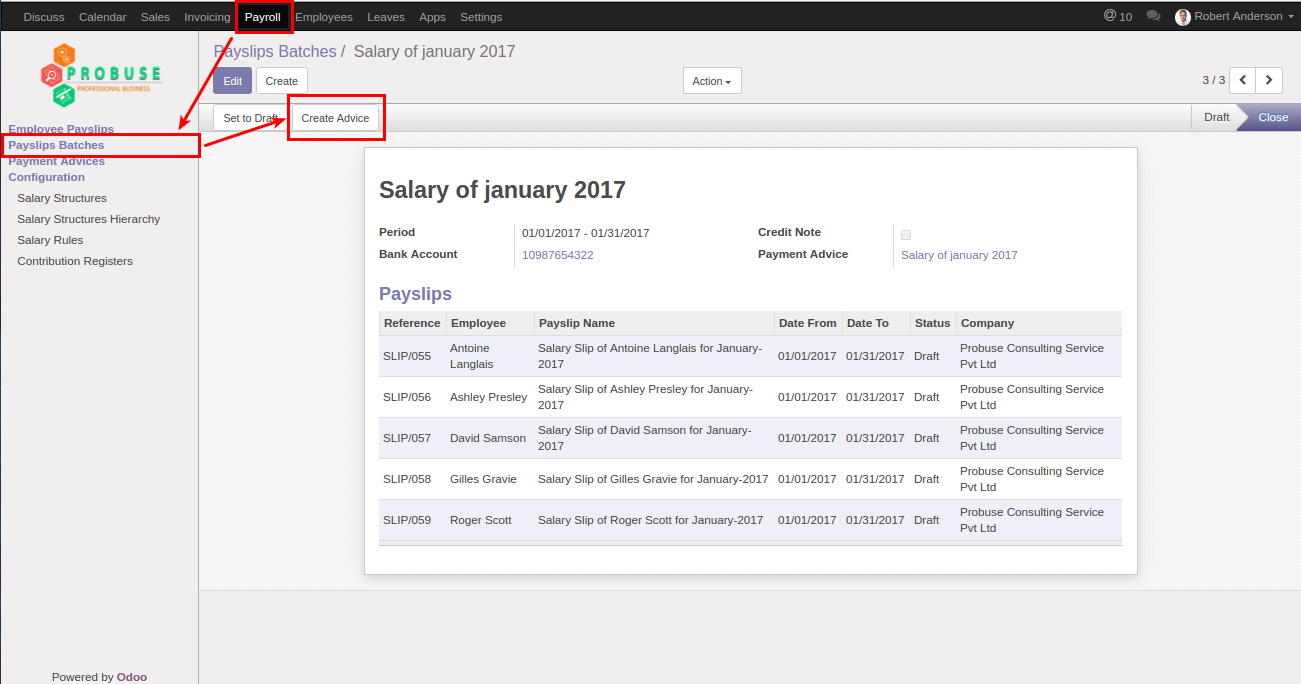 Discuss Calendar Sales Invoicing Payroll Employees Leaves Apps Settings @ 10 Robert Anderson
PROBUSE
PROFESSIONAL BUSINESS
Payslips Batches / Salary of january 2017
Edit Create Action 3 / 3
Set to Draft Create Advice Draft Close
Employee Payslips
Payslips Batches
Payment Advices
Configuration
Salary Structures
Salary Structures Hierarchy
Salary Rules
Contribution Registers
Salary of january 2017
Period 01/01/2017 - 01/31/2017 Credit Note
Bank Account 10987654322 Payment Advice Salary of january 2017
Payslips
Reference Employee Payslip Name Date From Date To Status Company
SLIP/055 Antoine Langlais Salary Slip of Antoine Langlais for January-2017 01/01/2017 01/31/2017 Draft Probuse Consulting Service Pvt Ltd
SLIP/056 Ashley Presley Salary Slip of Ashley Presley for January-2017 01/01/2017 01/31/2017 Draft Probuse Consulting Service Pvt Ltd
SLIP/057 David Samson Salary Slip of David Samson for January-2017 01/01/2017 01/31/2017 Draft Probuse Consulting Service Pvt Ltd
SLIP/058 Gilles Gravie Salary Slip of Gilles Gravie for January-2017 01/01/2017 01/31/2017 Draft Probuse Consulting Service Pvt Ltd
SLIP/059 Roger Scott Salary Slip of Roger Scott for January-2017 01/01/2017 01/31/2017 Draft Probuse Consulting Service Pvt Ltd
Powered by Odoo